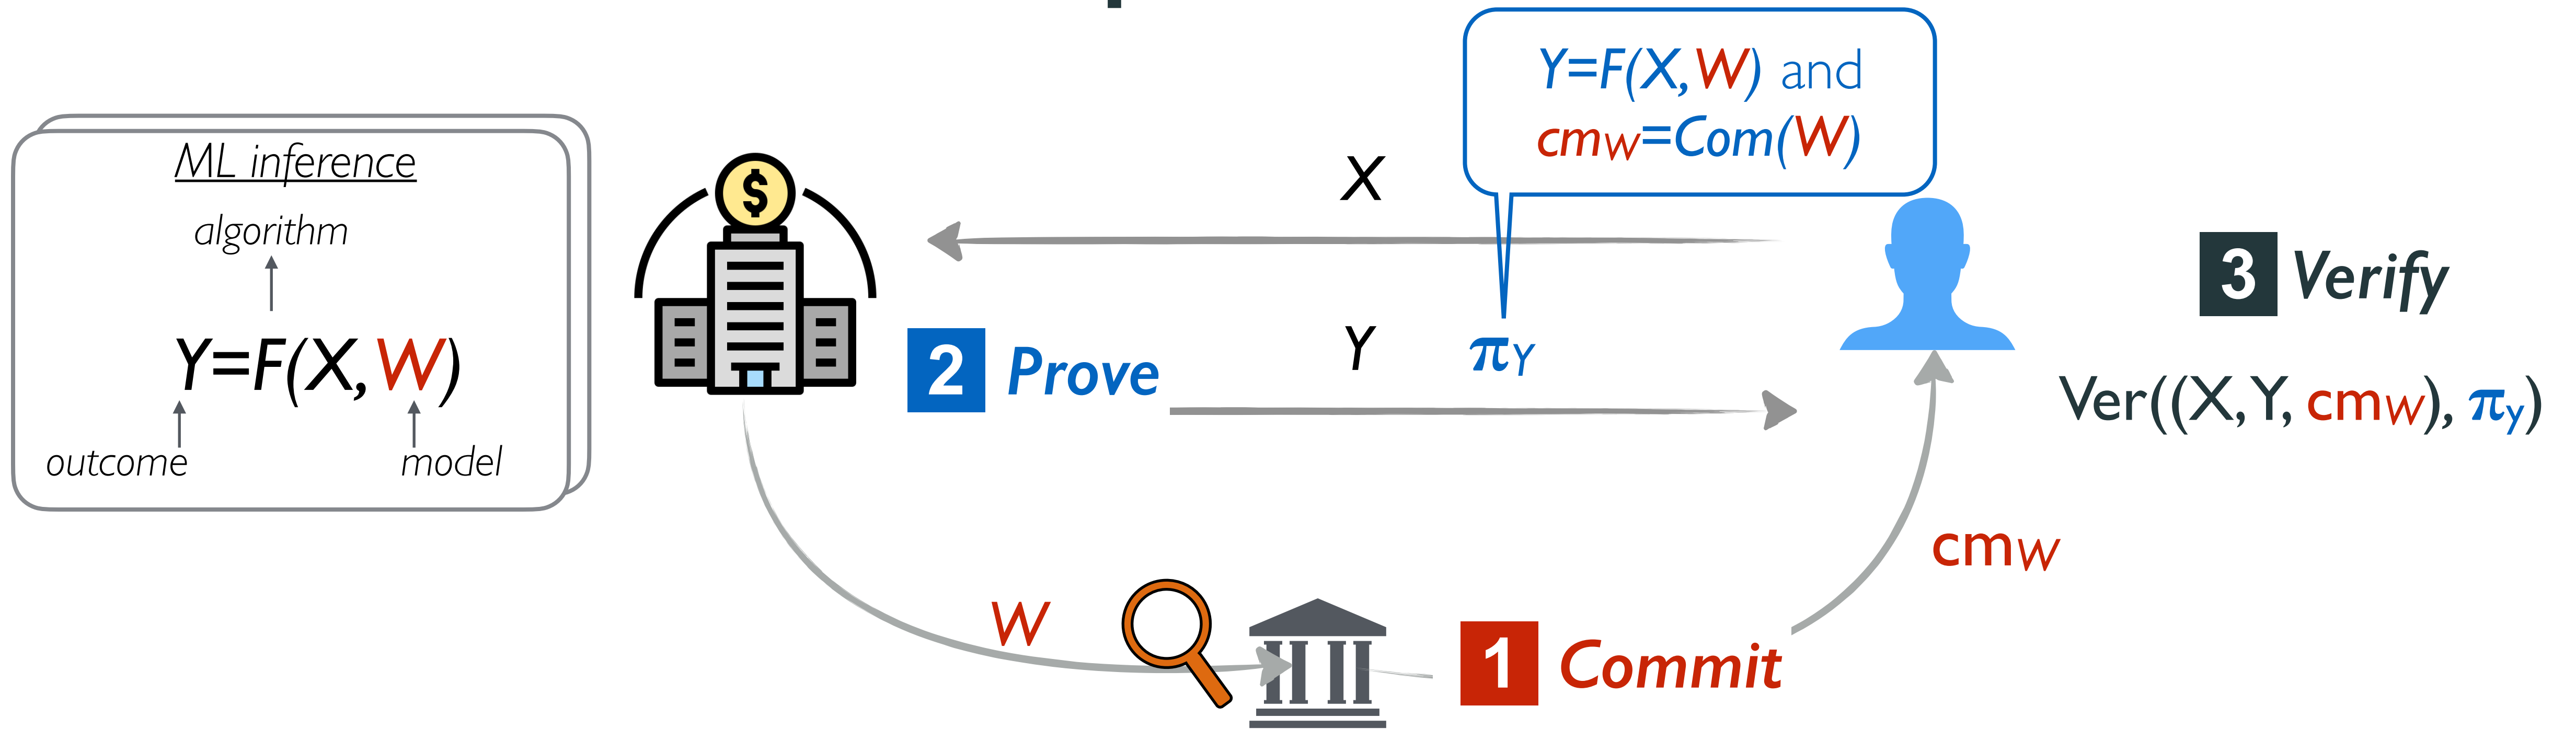 ML inference
algorithm
Y=F(X,W)
outcome
model
$
2 Prove
X
Y=F(X,W) and
cmW=Com(W)
Y
πY
3 Verify
Ver((X,Y, cmW), πy)
W
1 Commit
cmW